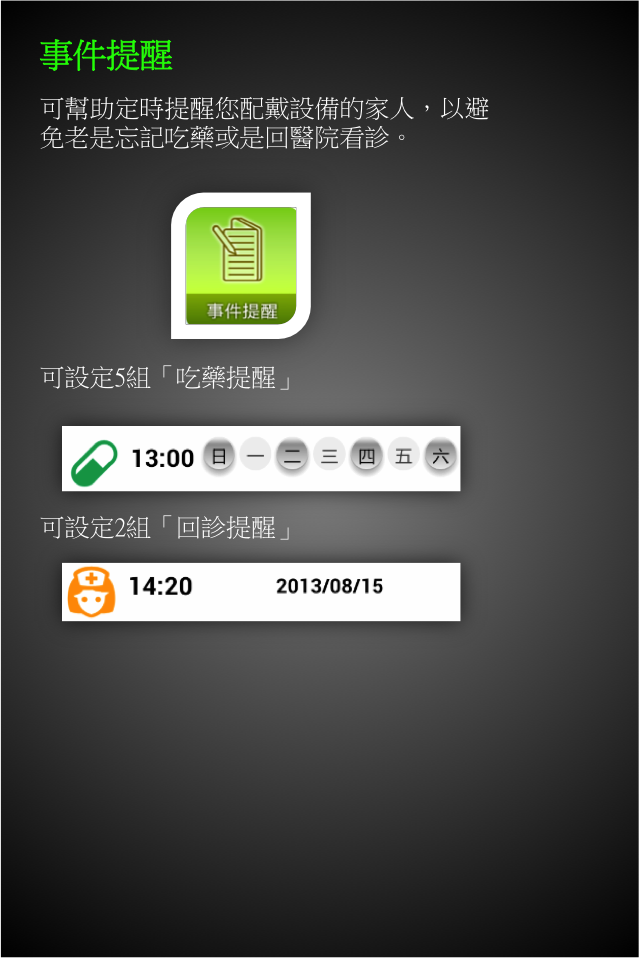 事件提醒
可幫助定時提醒您配戴設備的家人，以避
免老是忘記吃藥或是回醫院看診。
事件提醒
可設定5組「吃藥提醒」
13:00 日 一 二 三 四 五 六
可設定2組「回診提醒」
14:20 2013/08/15